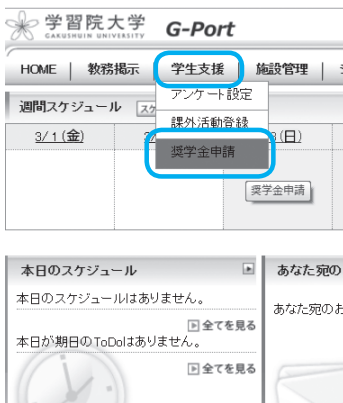 学習院大学 G-Port
GAKUSHUIN UNIVERSITY
HOME | 教務掲示 | 学生支援 | 施設管理 |
アンケート設定
週間スケジュール
課外活動登録
3/1(金) (日)
奨学金申請
奨学金申請
本日のスケジュール あなた宛の
本日のスケジュールはありません。
あなた宛のお
全てを見る
本日が期日のToDoはありません。
全てを見る